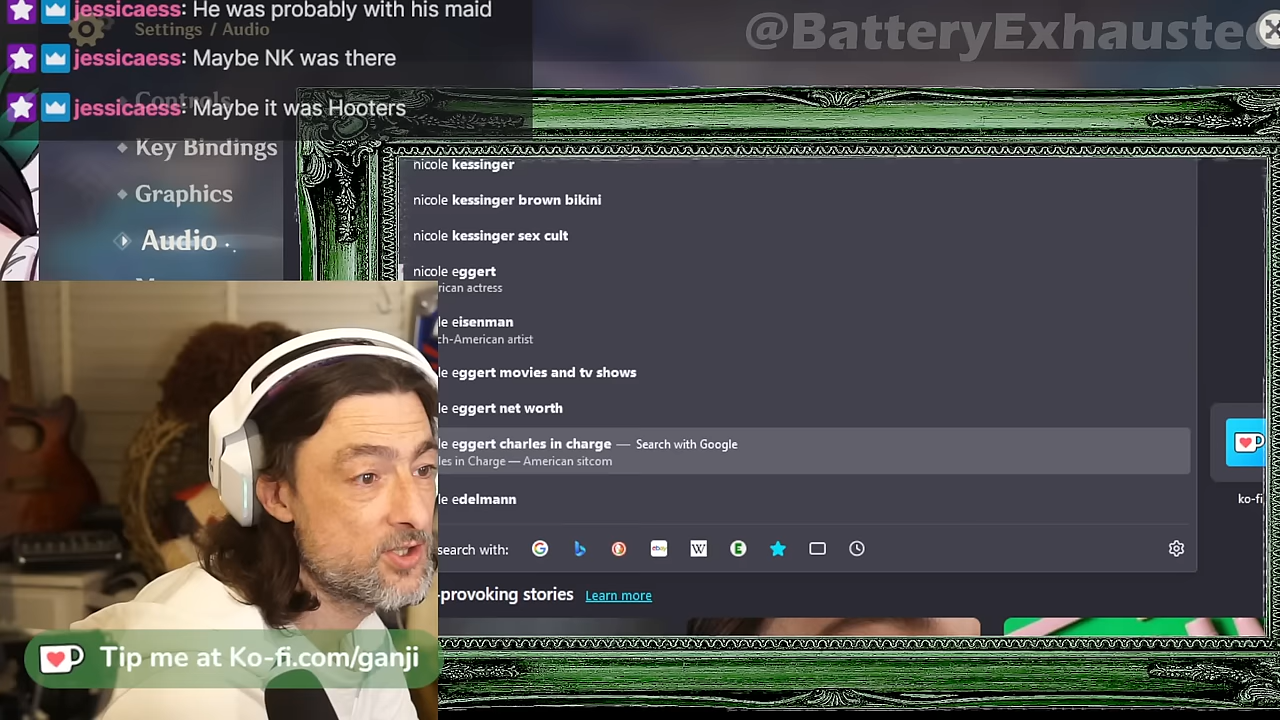 jessicaess: He was probably with his maid
Settings / Audio
@BatteryExhausted
jessicaess: Maybe NK was there
Controls
jessicaess: Maybe it was Hooters
Key Bindings
Graphics
Audio
nicole kessinger
nicole kessinger brown bikini
nicole kessinger sex cult
nicole eggert
rican actress
le eisenman
ch-American artist
le eggert movies and tv shows
le eggert net worth
le eggert charles in charge — Search with Google
les in Charge — American sitcom
le edelmann
ko-fi
search with:
ebay
W
E
-provoking stories Learn more
Tip me at Ko-fi.com/ganji